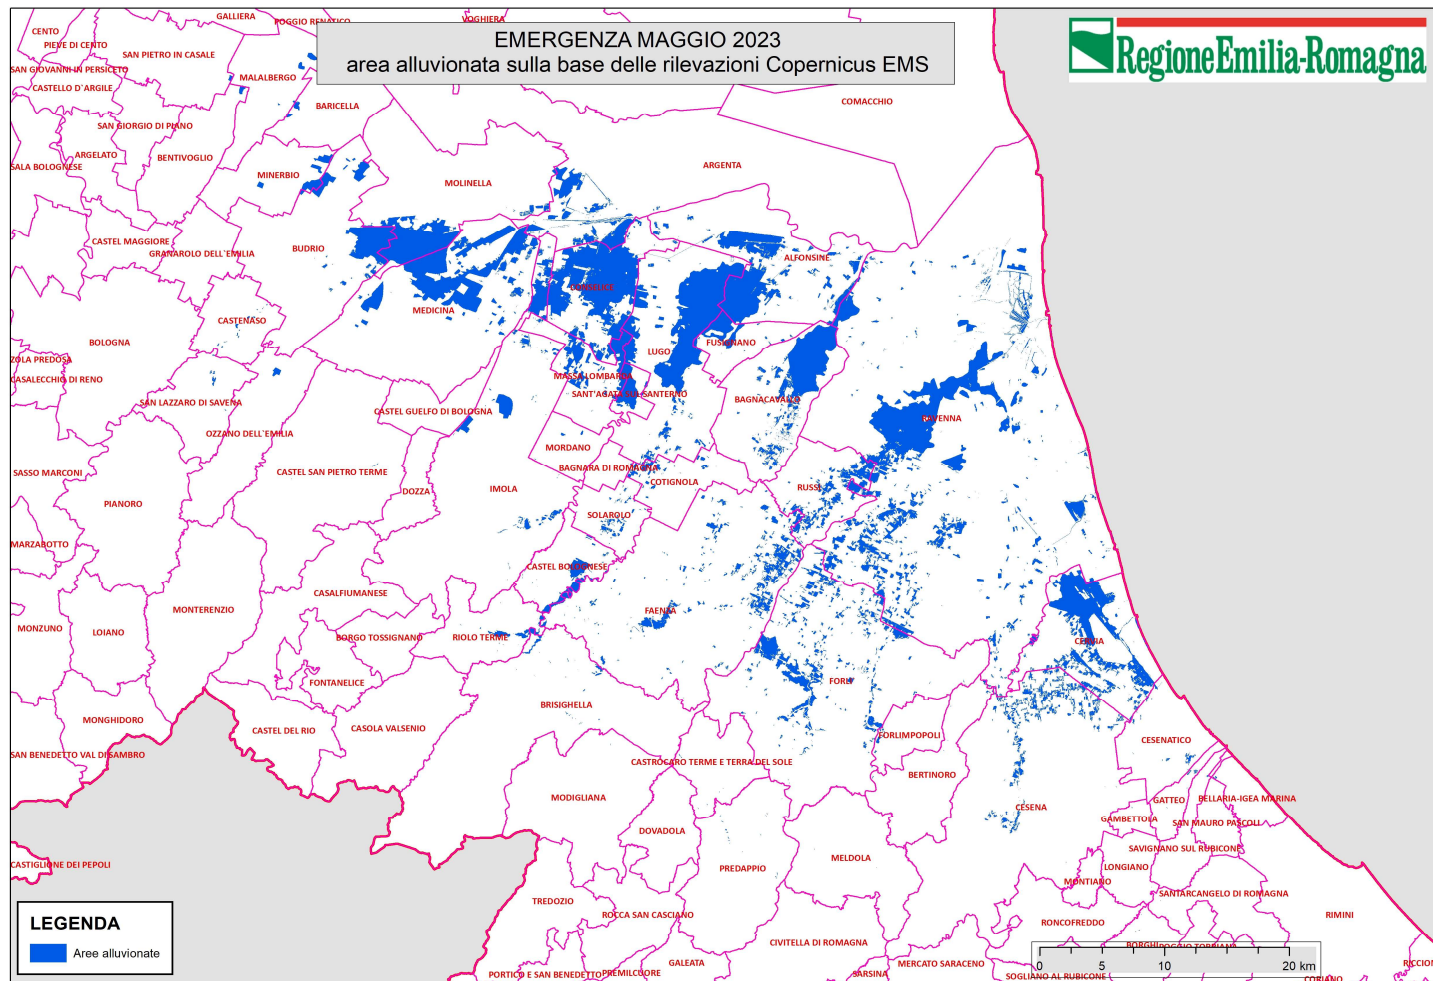 EMERGENZA MAGGIO 2023
area alluvionata sulla base delle rilevazioni Copernicus EMS
RegioneEmilia-Romagna
GALLIERA
POGGIO RENATICO
VOGHIERA
CENTO
PIEVE DI CENTO
SAN PIETRO IN CASALE
SAN GIOVANNI IN PERSICETO
MALALBERGO
CASTELLO D`ARGILE
BARICELLA
COMACCHIO
SAN GIORGIO DI PIANO
ARGELATO
BENTIVOGLIO
SALA BOLOGNESE
MINERBIO
MOLINELLA
ARGENTA
CASTEL MAGGIORE
GRANAROLO DELL`EMILIA
BUDRIO
ALFONSINE
CONSELICE
MEDICINA
CASTENASO
BOLOGNA
FUSIGNANO
LUGO
ZOLA PREDOSA
CASALECCHIO DI RENO
MASSA LOMBARDA
SANT'AGATA SUL SANTERNO
BAGNACAVALLO
SAN LAZZARO DI SAVENA
CASTEL GUELFO DI BOLOGNA
RAVENNA
OZZANO DELL`EMILIA
MORDANO
BAGNARA DI ROMAGNA
SASSO MARCONI
CASTEL SAN PIETRO TERME
COTIGNOLA
DOZZA
IMOLA
RUSSI
PIANORO
SOLAROLO
MARZABOTTO
CASTEL BOLOGNESE
CASALFIUMANESE
MONTERENZIO
FAENZA
MONZUNO
LOIANO
BORGO TOSSIGNANO
RIOLO TERME
CERVIA
FONTANELICE
FORLÌ
BRISIGHELLA
MONGHIDORO
CASTEL DEL RIO
CASOLA VALSENIO
FORLIMPOPOLI
CESENATICO
SAN BENEDETTO VAL DI SAMBRO
CASTROCARO TERME E TERRA DEL SOLE
BERTINORO
MODIGLIANA
GATTEO
BELLARIA-IGEA MARINA
CESENA
GAMBETTOLA
SAN MAURO PASCOLI
DOVADOLA
SAVIGNANO SUL RUBICONE
MELDOLA
CASTIGLIONE DEI PEPOLI
PREDAPPIO
LONGIANO
MONTIANO
SANTARCANGELO DI ROMAGNA
TREDOZIO
ROCCA SAN CASCIANO
RONCOFREDDO
RIMINI
CIVITELLA DI ROMAGNA
BORGHI
POGGIO TORRIANA
GALEATA
MERCATO SARACENO
RICCIONE
PORTICO E SAN BENEDETTO
PREMILCUORE
SARSINA
SOGLIANO AL RUBICONE
CORIANO
LEGENDA
Aree alluvionate
0 5 10 20 km